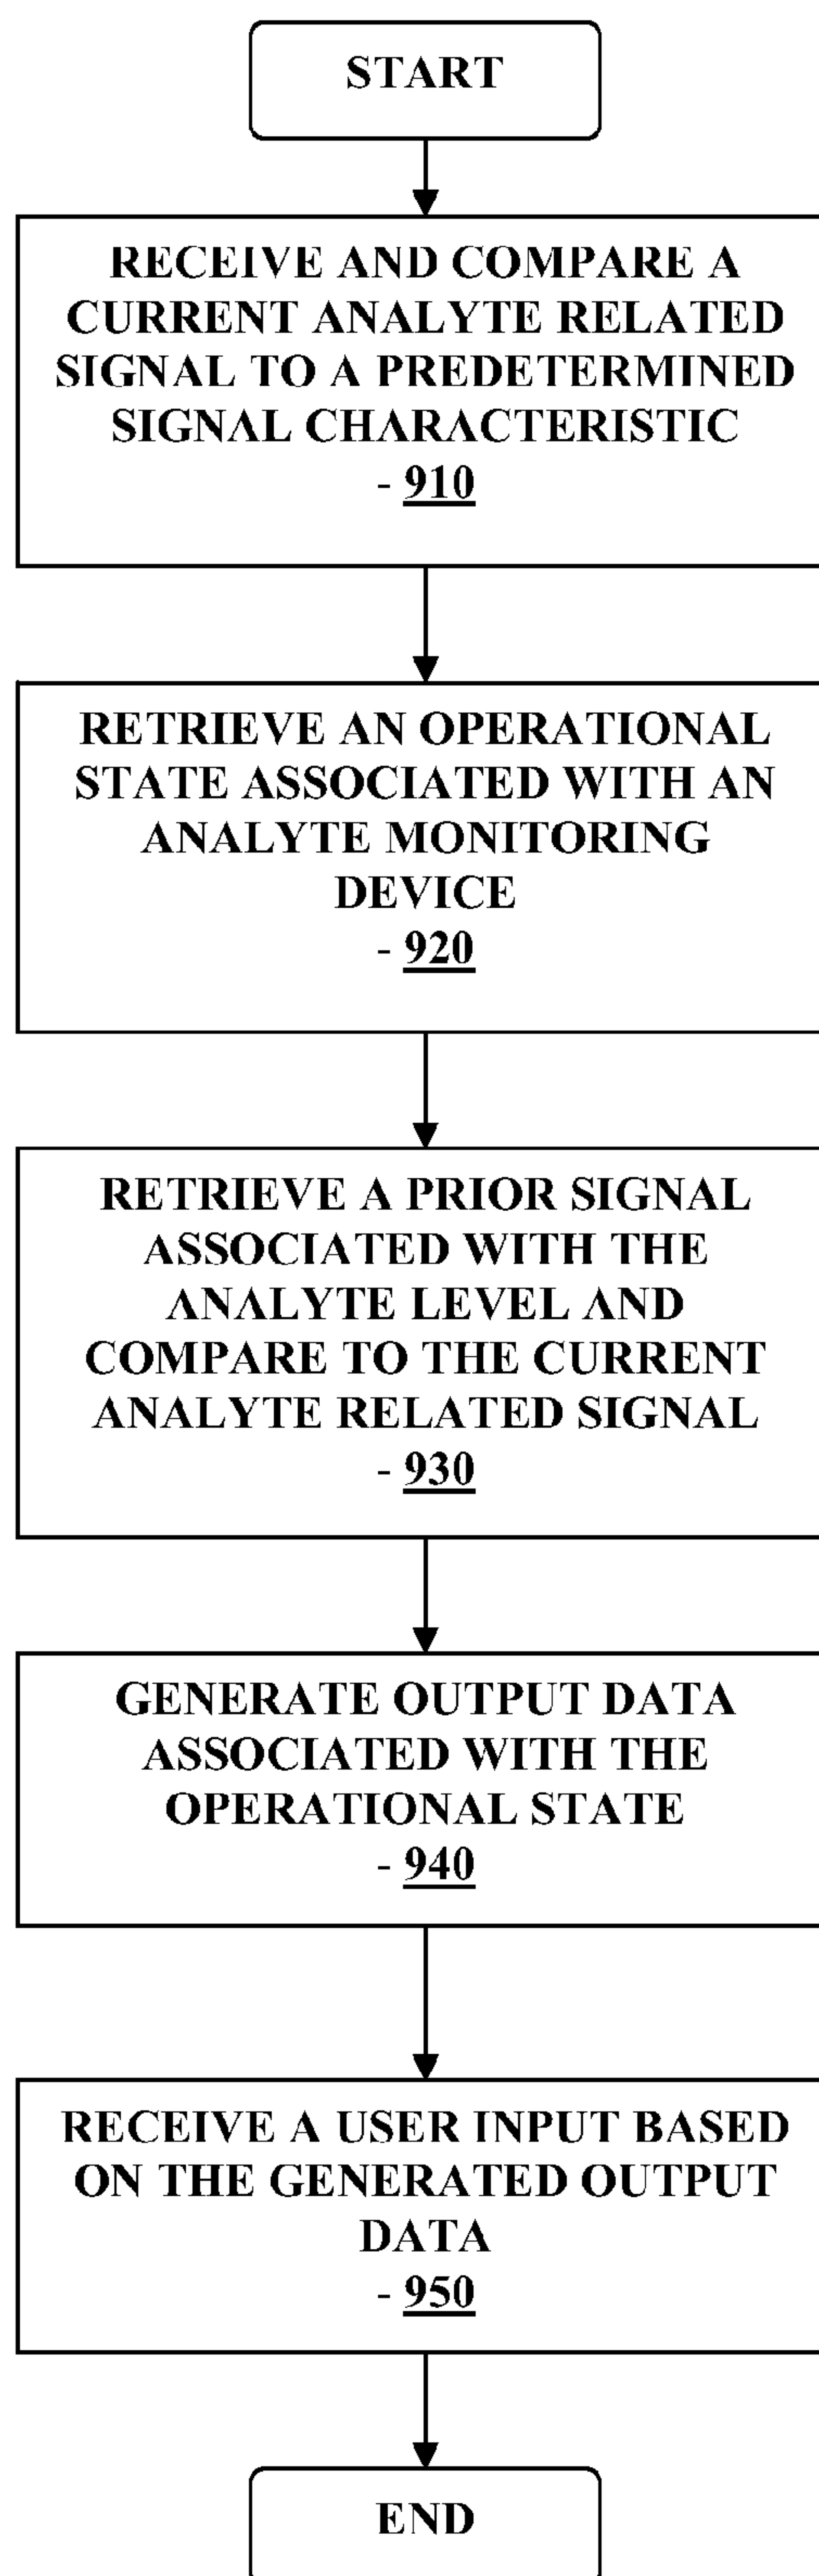 START
RECEIVE AND COMPARE A
CURRENT ANALYTE RELATED
SIGNAL TO A PREDETERMINED
SIGNAL CHARACTERISTIC
- 910
RETRIEVE AN OPERATIONAL
STATE ASSOCIATED WITH AN
ANALYTE MONITORING
DEVICE
- 920
RETRIEVE A PRIOR SIGNAL
ASSOCIATED WITH THE
ANALYTE LEVEL AND
COMPARE TO THE CURRENT
ANALYTE RELATED SIGNAL
- 930
GENERATE OUTPUT DATA
ASSOCIATED WITH THE
OPERATIONAL STATE
- 940
RECEIVE A USER INPUT BASED
ON THE GENERATED OUTPUT
DATA
- 950
END